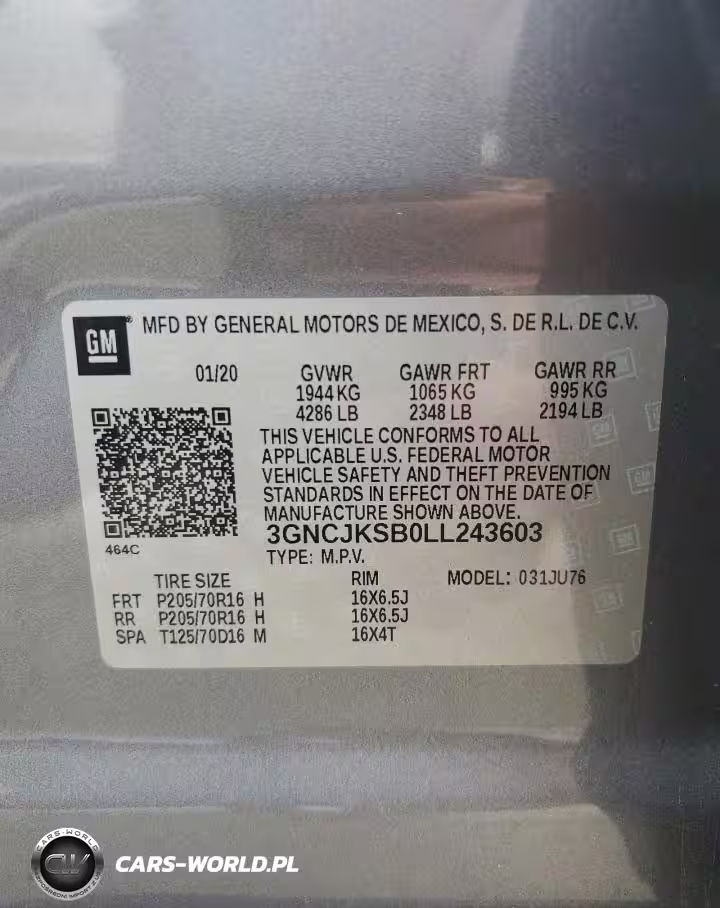 GM
®
MFD BY GENERAL MOTORS DE MEXICO, S. DE R.L. DE C.V.
01/20 GVWR GAWR FRT GAWR RR
1944 KG 1065 KG 995 KG
4286 LB 2348 LB 2194 LB
THIS VEHICLE CONFORMS TO ALL
APPLICABLE U.S. FEDERAL MOTOR
VEHICLE SAFETY AND THEFT PREVENTION
STANDARDS IN EFFECT ON THE DATE OF
MANUFACTURE SHOWN ABOVE.
3GNCJKSB0LL243603
464C
TYPE: M.P.V.
TIRE SIZE RIM MODEL: 031JU76
FRT P205/70R16 H 16X6.5J
RR P205/70R16 H 16X6.5J
SPA T125/70D16 M 16X4T
CARS-WORLD
CW
CARS-WORLD.PL